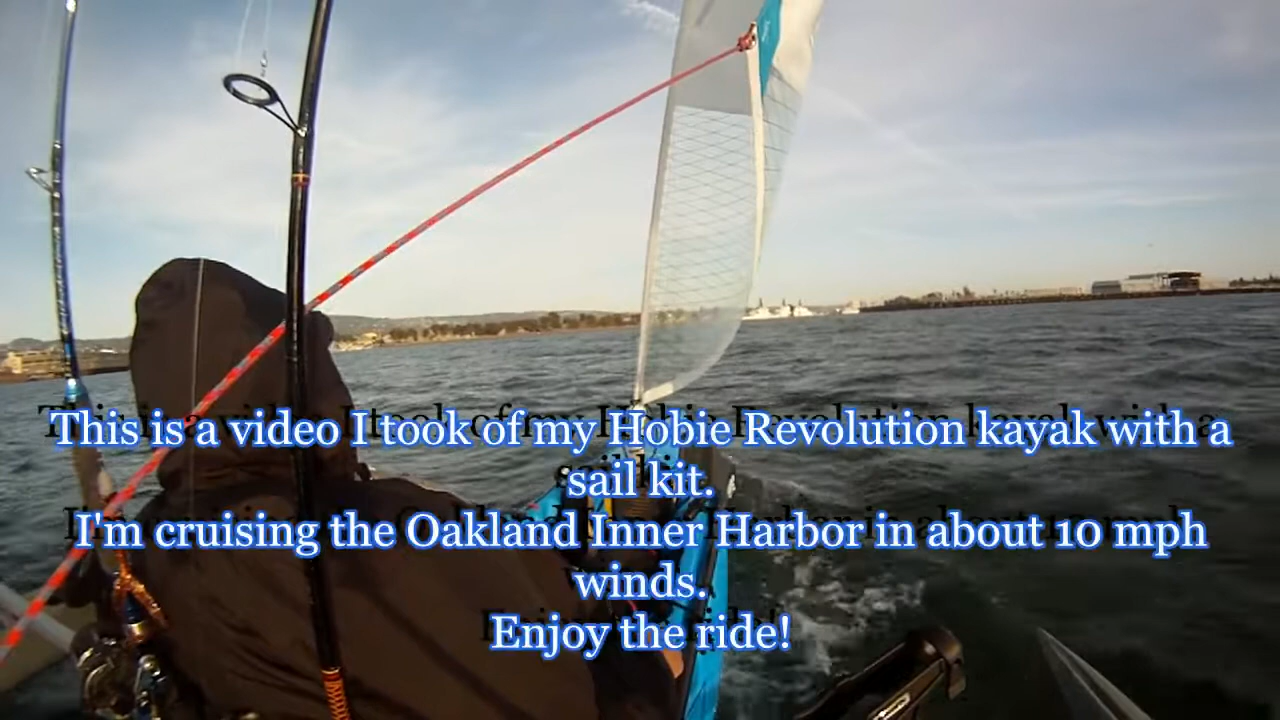 This is a video I took of my Hobie Revolution kayak with a
sail kit.
I'm cruising the Oakland Inner Harbor in about 10 mph
winds.
Enjoy the ride!